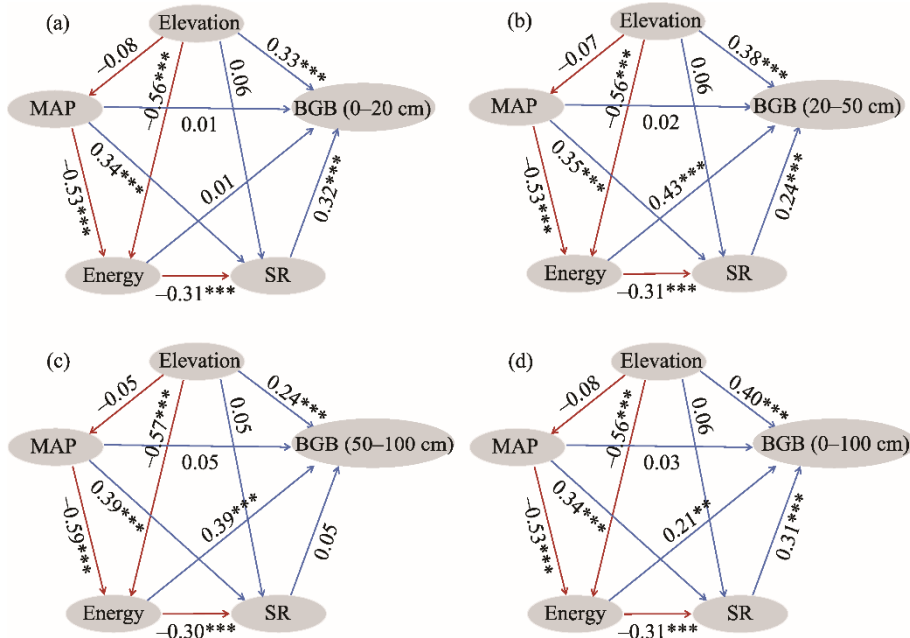 (a)
Elevation
–0.08
0.33***
–0.56***
0.06
MAP
BGB (0–20 cm)
0.01
0.34***
–0.53***
0.01
0.32***
Energy
SR
–0.31***
(b)
Elevation
–0.07
0.38***
–0.56***
0.06
MAP
BGB (20–50 cm)
0.02
0.35***
–0.53***
0.43***
0.24***
Energy
SR
–0.31***
(c)
Elevation
–0.05
0.24***
–0.57***
0.05
MAP
BGB (50–100 cm)
0.05
0.39***
–0.59***
0.39***
0.05
Energy
SR
–0.30***
(d)
Elevation
–0.08
0.40***
–0.56***
0.06
MAP
BGB (0–100 cm)
0.03
0.34***
–0.53***
0.21**
0.31***
Energy
SR
–0.31***